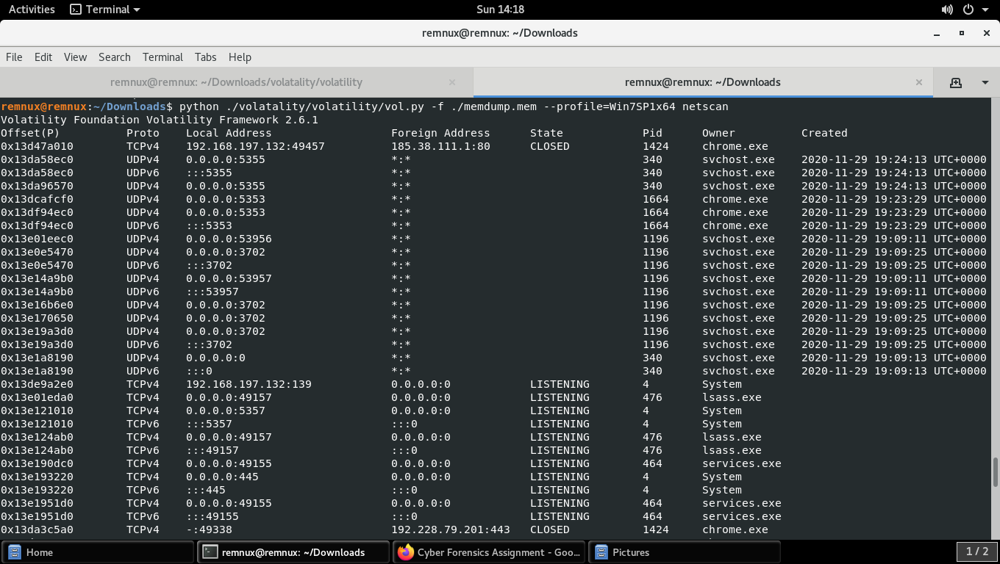 Activities Terminal Sun 14:18
remnux@remnux: ~/Downloads
File Edit View Search Terminal Tabs Help
remnux@remnux: ~/Downloads/volatality/volatility × remnux@remnux: ~/Downloads ×
remnux@remnux:~/Downloads$ python ./volatality/volatility/vol.py -f ./memdump.mem --profile=Win7SP1x64 netscan
Volatility Foundation Volatility Framework 2.6.1
Offset(P) Proto Local Address Foreign Address State Pid Owner Created
0x13d47a010 TCPv4 192.168.197.132:49457 185.38.111.1:80 CLOSED 1424 chrome.exe
0x13da58ec0 UDPv4 0.0.0.0:5355 *:* 340 svchost.exe 2020-11-29 19:24:13 UTC+0000
0x13da58ec0 UDPv6 :::5355 *:* 340 svchost.exe 2020-11-29 19:24:13 UTC+0000
0x13da96570 UDPv4 0.0.0.0:5355 *:* 340 svchost.exe 2020-11-29 19:24:13 UTC+0000
0x13dcafcf0 UDPv4 0.0.0.0:5353 *:* 1664 chrome.exe 2020-11-29 19:23:29 UTC+0000
0x13df94ec0 UDPv4 0.0.0.0:5353 *:* 1664 chrome.exe 2020-11-29 19:23:29 UTC+0000
0x13df94ec0 UDPv6 :::5353 *:* 1664 chrome.exe 2020-11-29 19:23:29 UTC+0000
0x13e01eec0 UDPv4 0.0.0.0:53956 *:* 1196 svchost.exe 2020-11-29 19:09:11 UTC+0000
0x13e0e5470 UDPv4 0.0.0.0:3702 *:* 1196 svchost.exe 2020-11-29 19:09:25 UTC+0000
0x13e0e5470 UDPv6 :::3702 *:* 1196 svchost.exe 2020-11-29 19:09:25 UTC+0000
0x13e14a9b0 UDPv4 0.0.0.0:53957 *:* 1196 svchost.exe 2020-11-29 19:09:11 UTC+0000
0x13e14a9b0 UDPv6 :::53957 *:* 1196 svchost.exe 2020-11-29 19:09:11 UTC+0000
0x13e16b6e0 UDPv4 0.0.0.0:3702 *:* 1196 svchost.exe 2020-11-29 19:09:25 UTC+0000
0x13e170650 UDPv4 0.0.0.0:3702 *:* 1196 svchost.exe 2020-11-29 19:09:25 UTC+0000
0x13e19a3d0 UDPv4 0.0.0.0:3702 *:* 1196 svchost.exe 2020-11-29 19:09:25 UTC+0000
0x13e19a3d0 UDPv6 :::3702 *:* 1196 svchost.exe 2020-11-29 19:09:25 UTC+0000
0x13e1a8190 UDPv4 0.0.0.0:0 *:* 340 svchost.exe 2020-11-29 19:09:13 UTC+0000
0x13e1a8190 UDPv6 :::0 *:* 340 svchost.exe 2020-11-29 19:09:13 UTC+0000
0x13de9a2e0 TCPv4 192.168.197.132:139 0.0.0.0:0 LISTENING 4 System
0x13e01eda0 TCPv4 0.0.0.0:49157 0.0.0.0:0 LISTENING 476 lsass.exe
0x13e121010 TCPv4 0.0.0.0:5357 0.0.0.0:0 LISTENING 4 System
0x13e121010 TCPv6 :::5357 :::0 LISTENING 4 System
0x13e124ab0 TCPv4 0.0.0.0:49157 0.0.0.0:0 LISTENING 476 lsass.exe
0x13e124ab0 TCPv6 :::49157 :::0 LISTENING 476 lsass.exe
0x13e190dc0 TCPv4 0.0.0.0:49155 0.0.0.0:0 LISTENING 464 services.exe
0x13e193220 TCPv4 0.0.0.0:445 0.0.0.0:0 LISTENING 4 System
0x13e193220 TCPv6 :::445 :::0 LISTENING 4 System
0x13e1951d0 TCPv4 0.0.0.0:49155 0.0.0.0:0 LISTENING 464 services.exe
0x13e1951d0 TCPv6 :::49155 :::0 LISTENING 464 services.exe
0x13da3c5a0 TCPv4 -:49338 192.228.79.201:443 CLOSED 1424 chrome.exe
Home remnux@remnux: ~/Downloads Cyber Forensics Assignment - Goo... Pictures 1 / 2